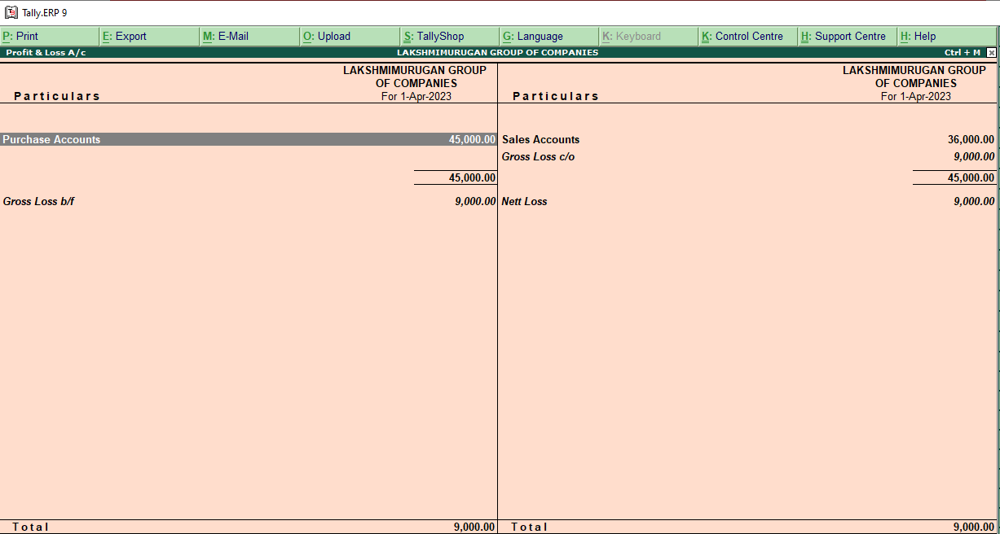 Tally.ERP 9
P: Print E: Export M: E-Mail O: Upload S: TallyShop G: Language K: Keyboard K: Control Centre H: Support Centre H: Help
Profit & Loss A/c LAKSHMIMURUGAN GROUP OF COMPANIES Ctrl + M
LAKSHMIMURUGAN GROUP LAKSHMIMURUGAN GROUP
OF COMPANIES OF COMPANIES
Particulars For 1-Apr-2023 Particulars For 1-Apr-2023
Purchase Accounts 45,000.00 Sales Accounts 36,000.00
Gross Loss c/o 9,000.00
45,000.00 45,000.00
Gross Loss b/f 9,000.00 Nett Loss 9,000.00
Total 9,000.00 Total 9,000.00